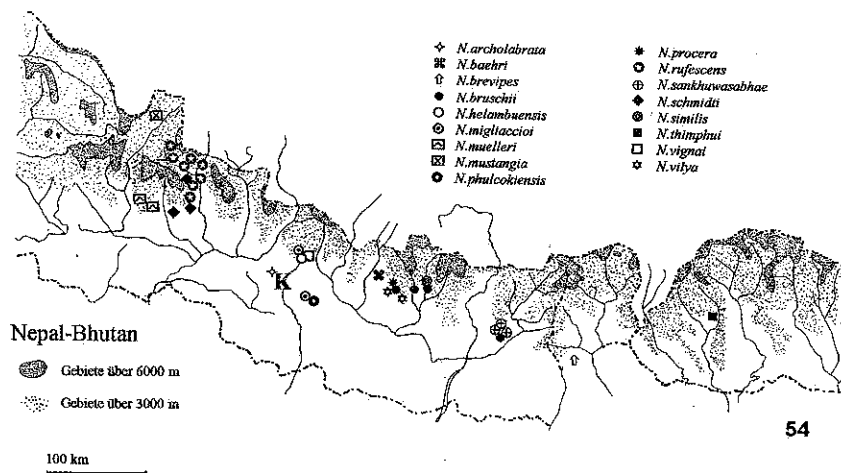 N.archolabrata
N.baehri
N.brevipes
N.bruschii
N.helambuensis
N.migliaccioi
N.muelleri
N.mustangia
N.phulcokiensis
N.procera
N.rufescens
N.sankhuwasabhae
N.schmidti
N.similis
N.thimphui
N.vignai
N.vilya
K
Nepal-Bhutan
Gebiete über 6000 m
Gebiete über 3000 m
54
100 km